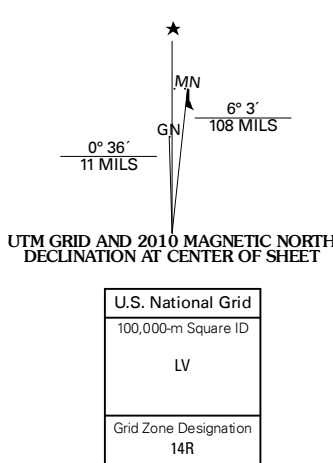 MN
GN
6° 3´
108 MILS
0° 36´
11 MILS
UTM GRID AND 2010 MAGNETIC NORTH
DECLINATION AT CENTER OF SHEET
U.S. National Grid
100,000-m Square ID
LV
Grid Zone Designation
14R